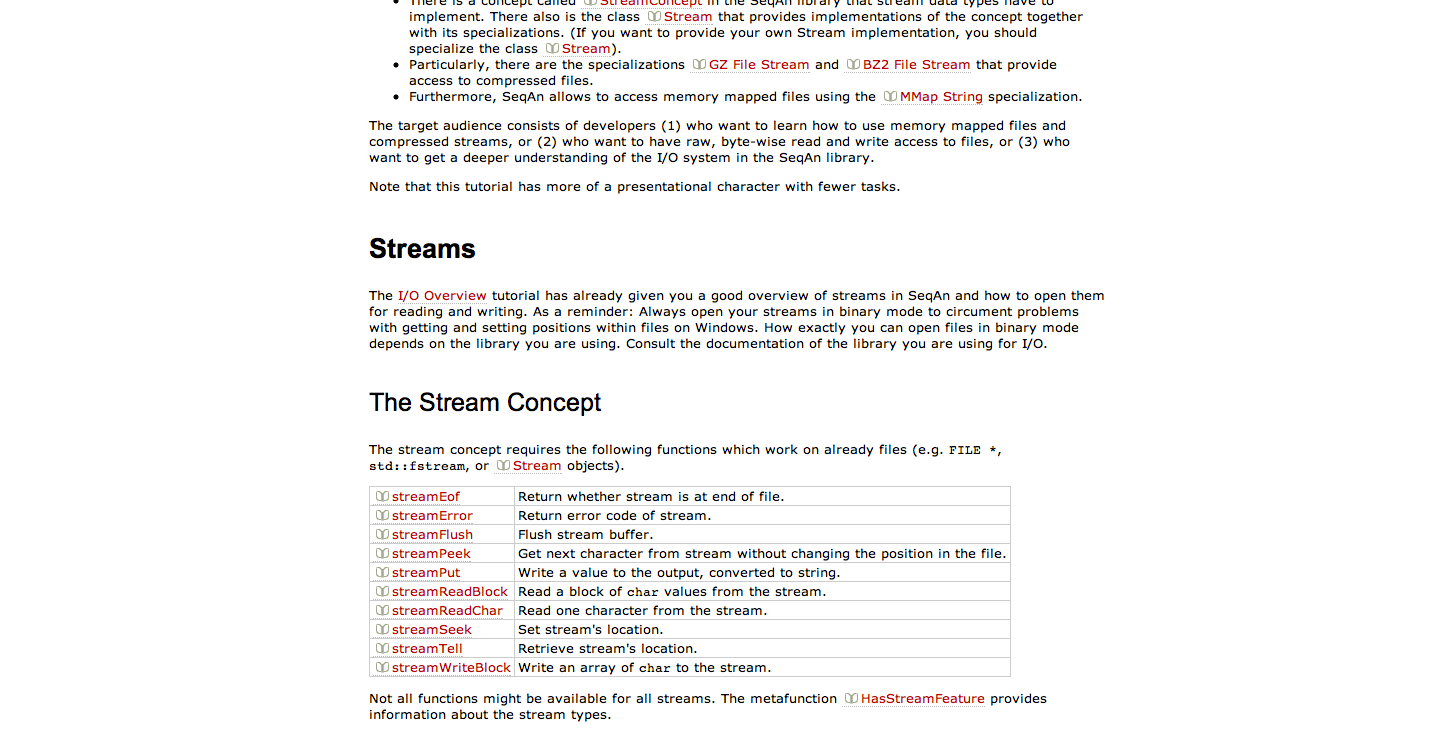 There is a concept called StreamConcept in the SeqAn library that stream data types have to
implement. There also is the class Stream that provides implementations of the concept together
with its specializations. (If you want to provide your own Stream implementation, you should
specialize the class Stream).
Particularly, there are the specializations GZ File Stream and BZ2 File Stream that provide
access to compressed files.
Furthermore, SeqAn allows to access memory mapped files using the MMap String specialization.
The target audience consists of developers (1) who want to learn how to use memory mapped files and
compressed streams, or (2) who want to have raw, byte-wise read and write access to files, or (3) who
want to get a deeper understanding of the I/O system in the SeqAn library.
Note that this tutorial has more of a presentational character with fewer tasks.
Streams
The I/O Overview tutorial has already given you a good overview of streams in SeqAn and how to open them
for reading and writing. As a reminder: Always open your streams in binary mode to circument problems
with getting and setting positions within files on Windows. How exactly you can open files in binary mode
depends on the library you are using. Consult the documentation of the library you are using for I/O.
The Stream Concept
The stream concept requires the following functions which work on already files (e.g. FILE *,
std::fstream, or Stream objects).
streamEof Return whether stream is at end of file.
streamError Return error code of stream.
streamFlush Flush stream buffer.
streamPeek Get next character from stream without changing the position in the file.
streamPut Write a value to the output, converted to string.
streamReadBlock Read a block of char values from the stream.
streamReadChar Read one character from the stream.
streamSeek Set stream's location.
streamTell Retrieve stream's location.
streamWriteBlock Write an array of char to the stream.
Not all functions might be available for all streams. The metafunction HasStreamFeature provides
information about the stream types.